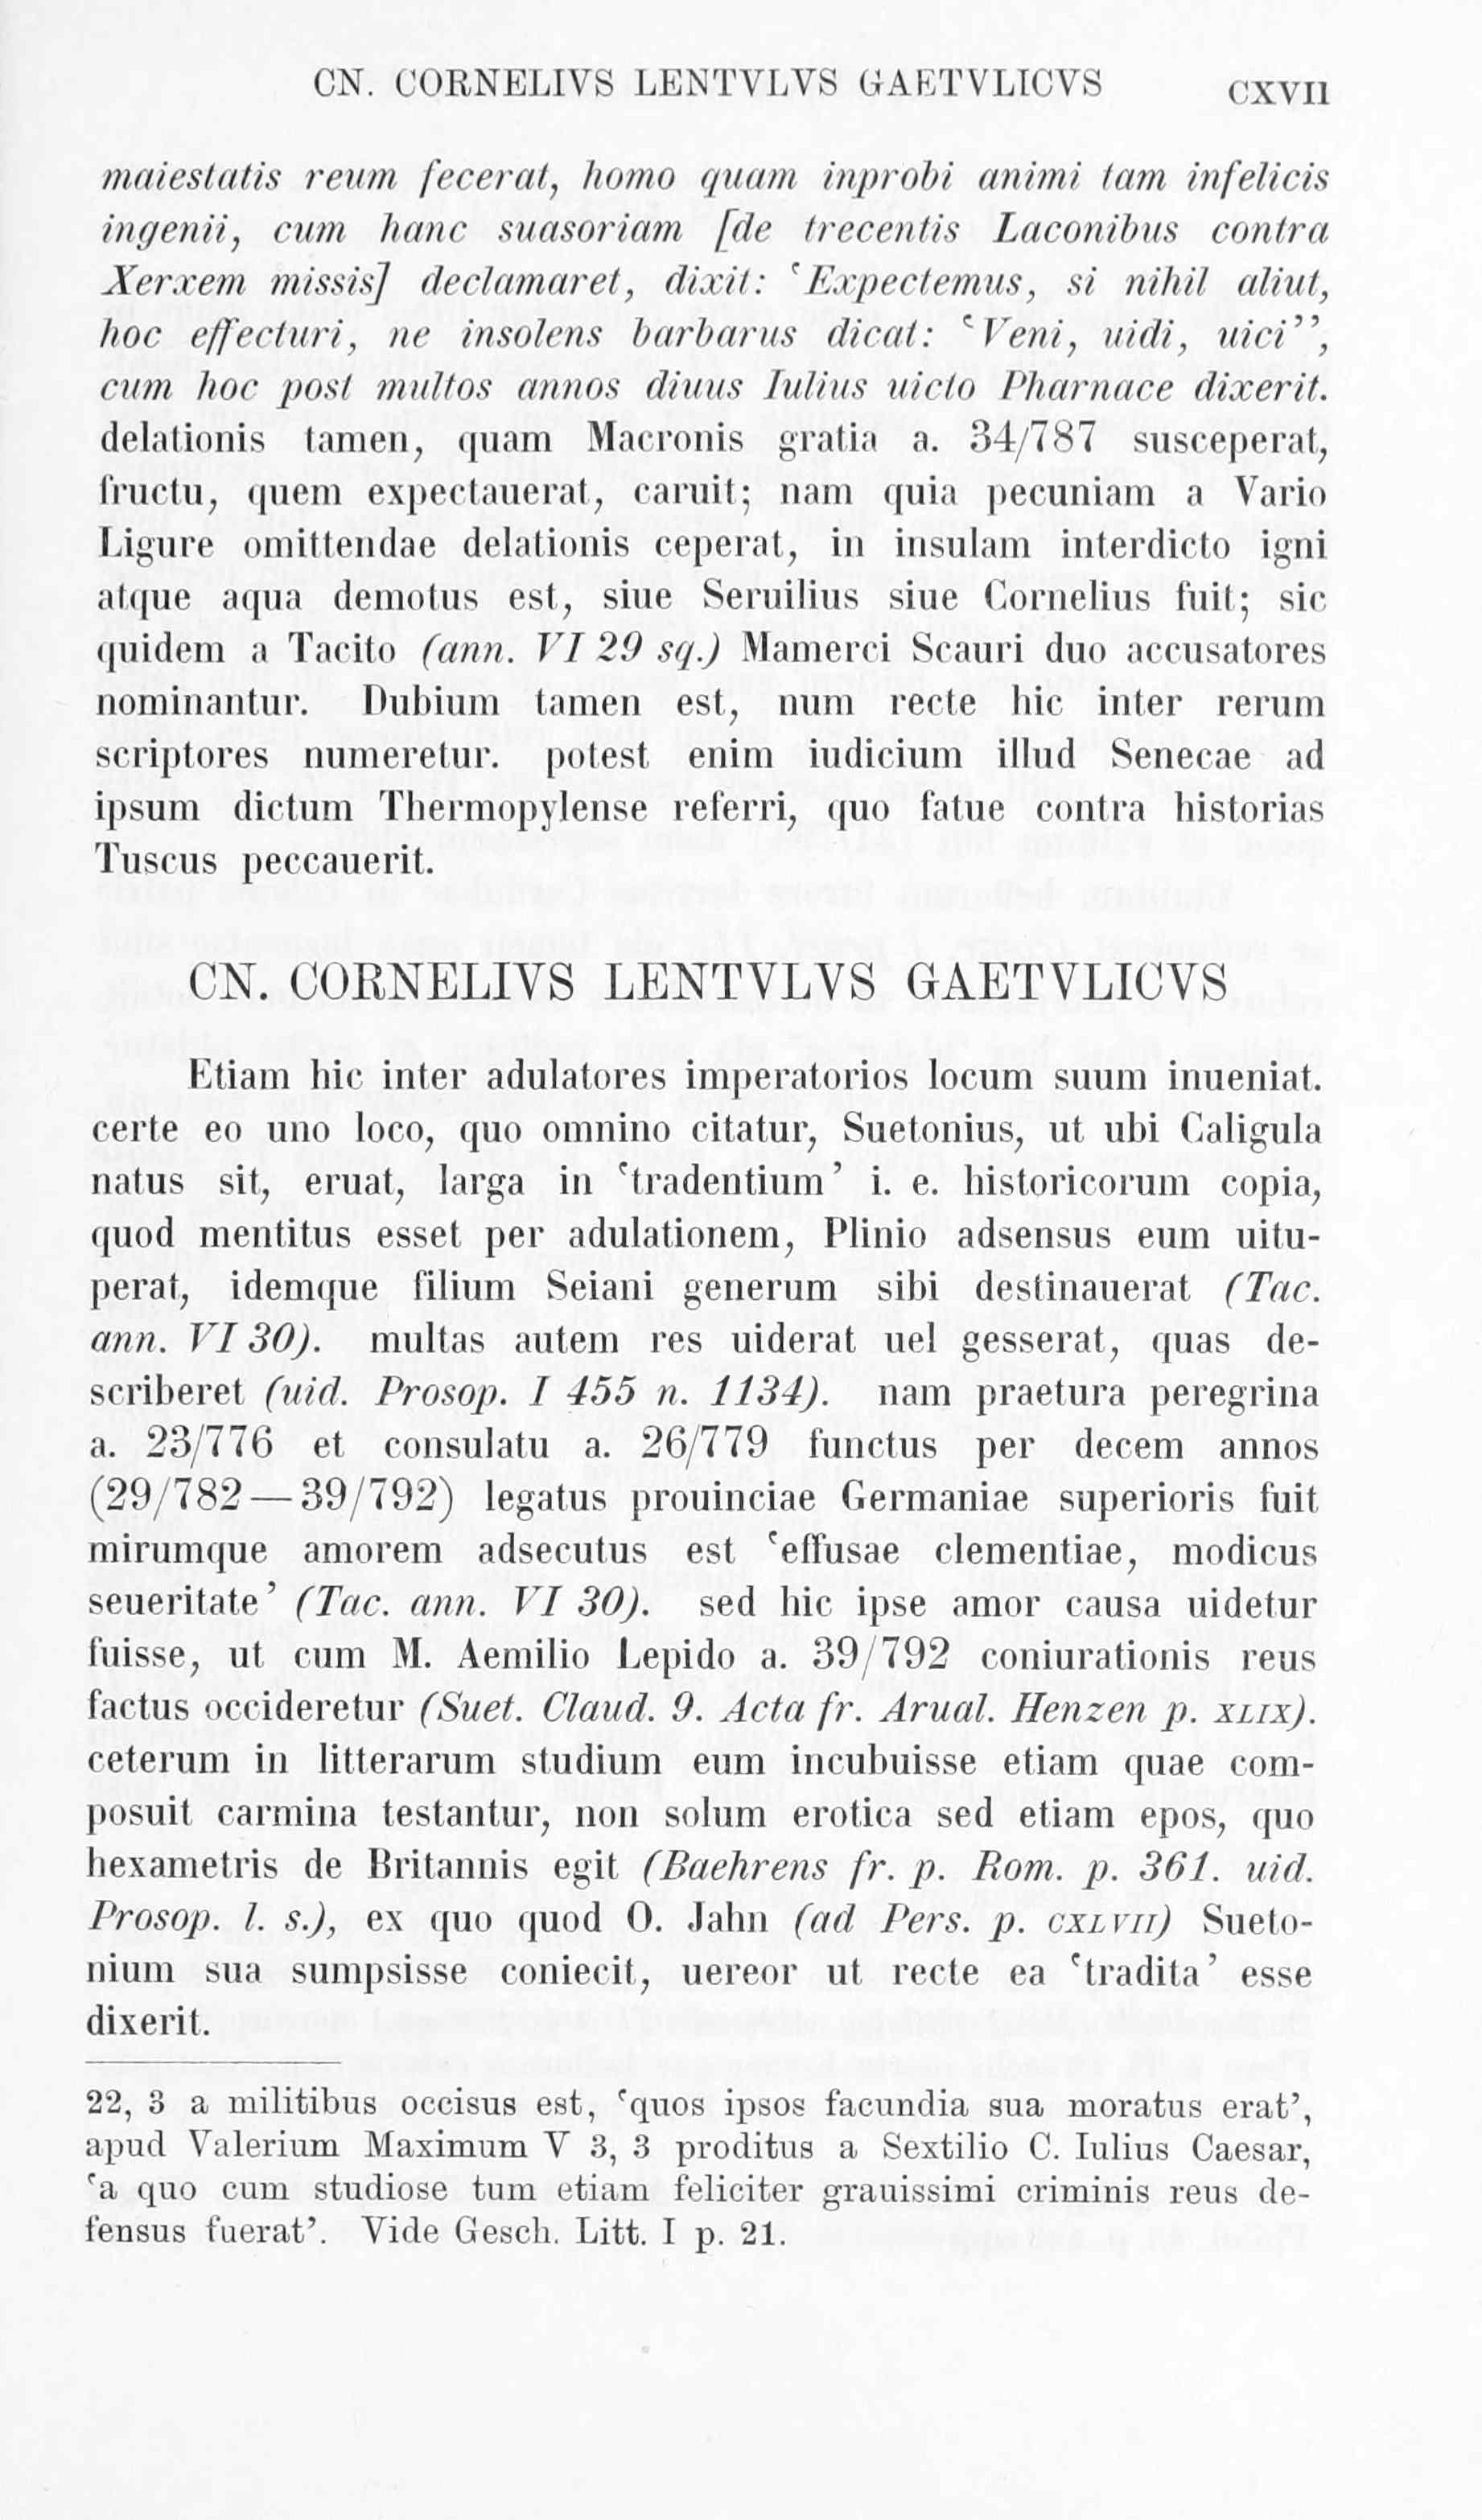 CN. CORNELIVS LENTVLVS GAETVLICVS CXVII
maiestatis reum fecerat, homo quam inprobi animi tam infelicis
ingenii, cum hanc suasoriam [de trecentis Laconibus contra
Xerxem missis] declamaret, dixit: ‛Expectemus, si nihil aliut,
hoc effecturi, ne insolens barbarus dicat: ‛Veni, uidi, uici’’,
cum hoc post multos annos diuus Iulius uicto Pharnace dixerit.
delationis tamen, quam Macronis gratia a. 34/787 susceperat,
fructu, quem expectauerat, caruit; nam quia pecuniam a Vario
Ligure omittendae delationis ceperat, in insulam interdicto igni
atque aqua demotus est, siue Seruilius siue Cornelius fuit; sic
quidem a Tacito (ann. VI 29 sq.) Mamerci Scauri duo accusatores
nominantur. Dubium tamen est, num recte hic inter rerum
scriptores numeretur. potest enim iudicium illud Senecae ad
ipsum dictum Thermopylense referri, quo fatue contra historias
Tuscus peccauerit.
CN. CORNELIVS LENTVLVS GAETVLICVS
Etiam hic inter adulatores imperatorios locum suum inueniat.
certe eo uno loco, quo omnino citatur, Suetonius, ut ubi Caligula
natus sit, eruat, larga in ‛tradentium’ i. e. historicorum copia,
quod mentitus esset per adulationem, Plinio adsensus eum uitu-
perat, idemque filium Seiani generum sibi destinauerat (Tac.
ann. VI 30). multas autem res uiderat uel gesserat, quas de-
scriberet (uid. Prosop. I 455 n. 1134). nam praetura peregrina
a. 23/776 et consulatu a. 26/779 functus per decem annos
(29/782—39/792) legatus prouinciae Germaniae superioris fuit
mirumque amorem adsecutus est ‛effusae clementiae, modicus
seueritate’ (Tac. ann. VI 30). sed hic ipse amor causa uidetur
fuisse, ut cum M. Aemilio Lepido a. 39/792 coniurationis reus
factus occideretur (Suet. Claud. 9. Acta fr. Arual. Henzen p. XLIX).
ceterum in litterarum studium eum incubuisse etiam quae com-
posuit carmina testantur, non solum erotica sed etiam epos, quo
hexametris de Britannis egit (Baehrens fr. p. Rom. p. 361. uid.
Prosop. l. s.), ex quo quod O. Jahn (ad Pers. p. CXLVII) Sueto-
nium sua sumpsisse coniecit, uereor ut recte ea ‛tradita’ esse
dixerit.
22, 3 a militibus occisus est, ‛quos ipsos facundia sua moratus erat’,
apud Valerium Maximum V 3, 3 proditus a Sextilio C. Iulius Caesar,
‛a quo cum studiose tum etiam feliciter grauissimi criminis reus de-
fensus fuerat’. Vide Gesch. Litt. I p. 21.